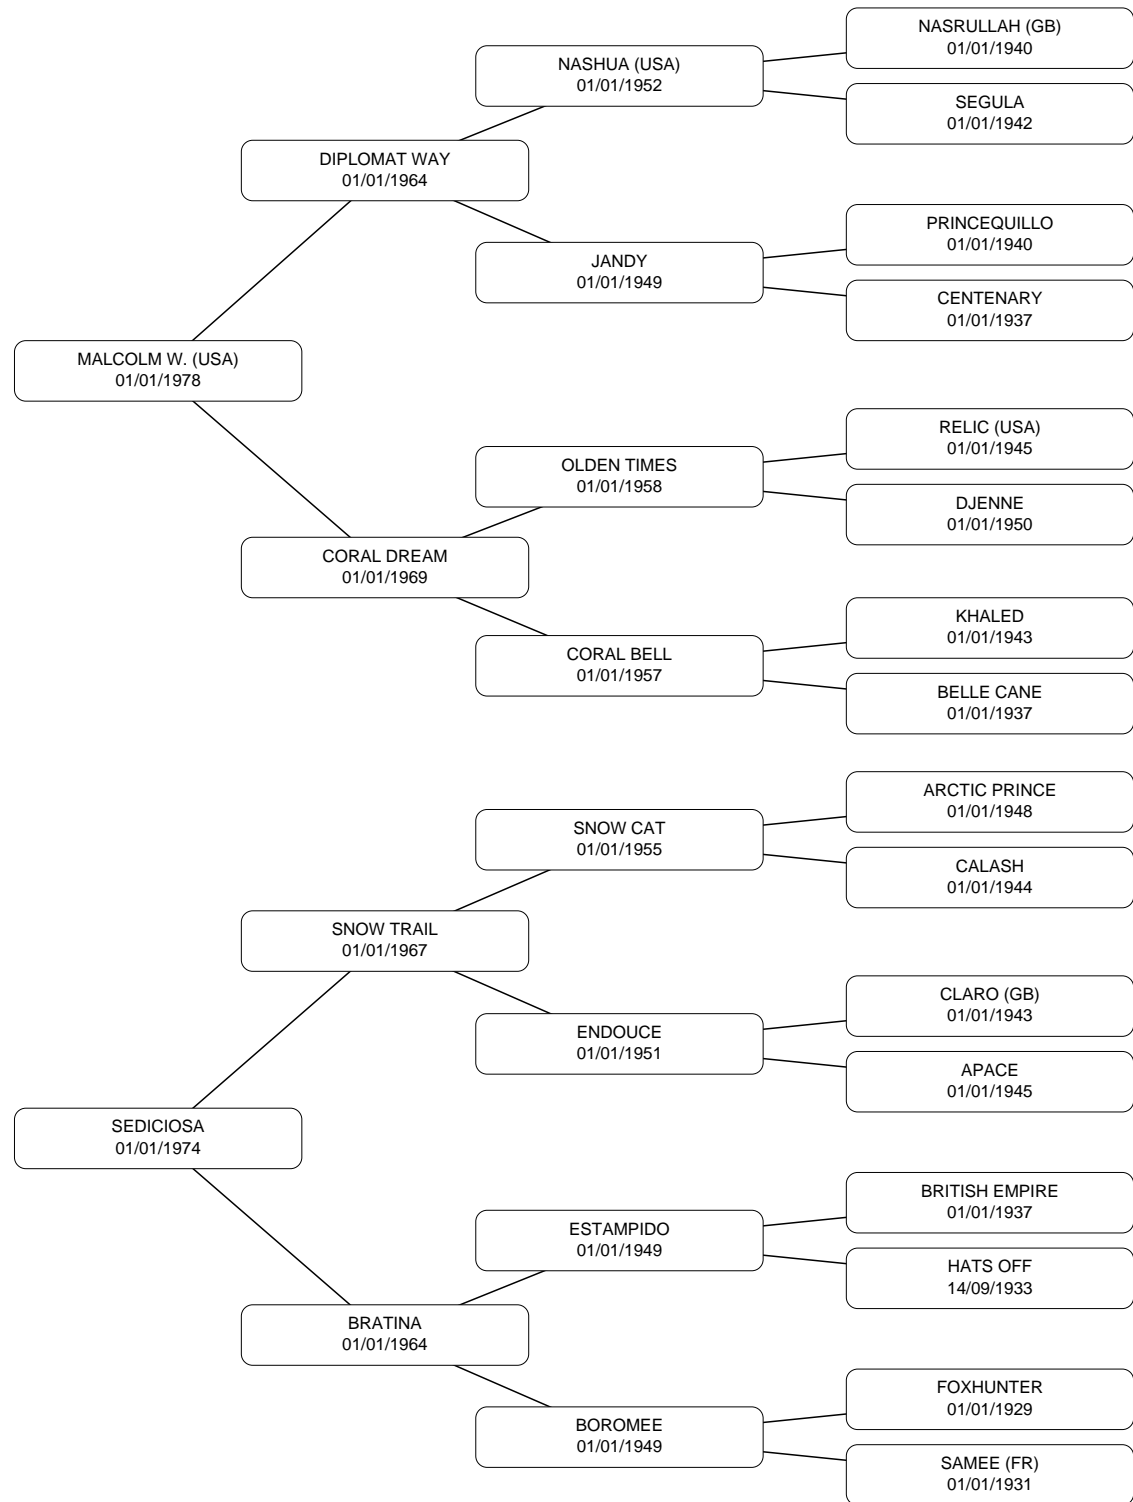 NASRULLAH (GB)
01/01/1940
NASHUA (USA)
01/01/1952
SEGULA
01/01/1942
DIPLOMAT WAY
01/01/1964
PRINCEQUILLO
01/01/1940
JANDY
01/01/1949
CENTENARY
01/01/1937
MALCOLM W. (USA)
01/01/1978
RELIC (USA)
01/01/1945
OLDEN TIMES
01/01/1958
DJENNE
01/01/1950
CORAL DREAM
01/01/1969
KHALED
01/01/1943
CORAL BELL
01/01/1957
BELLE CANE
01/01/1937
ARCTIC PRINCE
01/01/1948
SNOW CAT
01/01/1955
CALASH
01/01/1944
SNOW TRAIL
01/01/1967
CLARO (GB)
01/01/1943
ENDOUCE
01/01/1951
APACE
01/01/1945
SEDICIOSA
01/01/1974
BRITISH EMPIRE
01/01/1937
ESTAMPIDO
01/01/1949
HATS OFF
14/09/1933
BRATINA
01/01/1964
FOXHUNTER
01/01/1929
BOROMEE
01/01/1949
SAMEE (FR)
01/01/1931